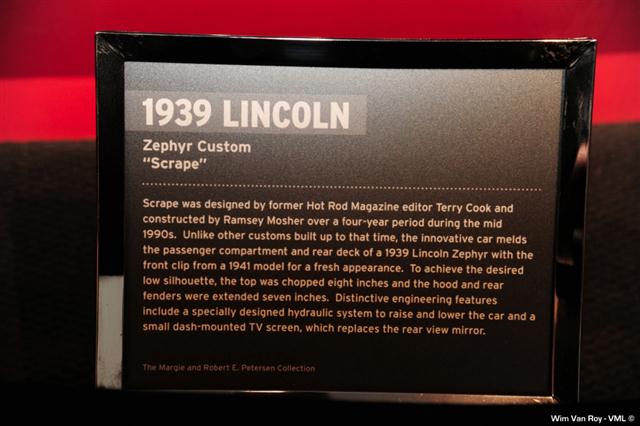 1939 LINCOLN
Zephyr Custom
“Scrape”
Scrape was designed by former Hot Rod Magazine editor Terry Cook and
constructed by Ramsey Mosher over a four-year period during the mid
1990s. Unlike other customs built up to that time, the innovative car melds
the passenger compartment and rear deck of a 1939 Lincoln Zephyr with the
front clip from a 1941 model for a fresh appearance. To achieve the desired
low silhouette, the top was chopped eight inches and the hood and rear
fenders were extended seven inches. Distinctive engineering features
include a specially designed hydraulic system to raise and lower the car and a
small dash-mounted TV screen, which replaces the rear view mirror.
The Margie and Robert E. Petersen Collection
Wim Van Roy - VML ©